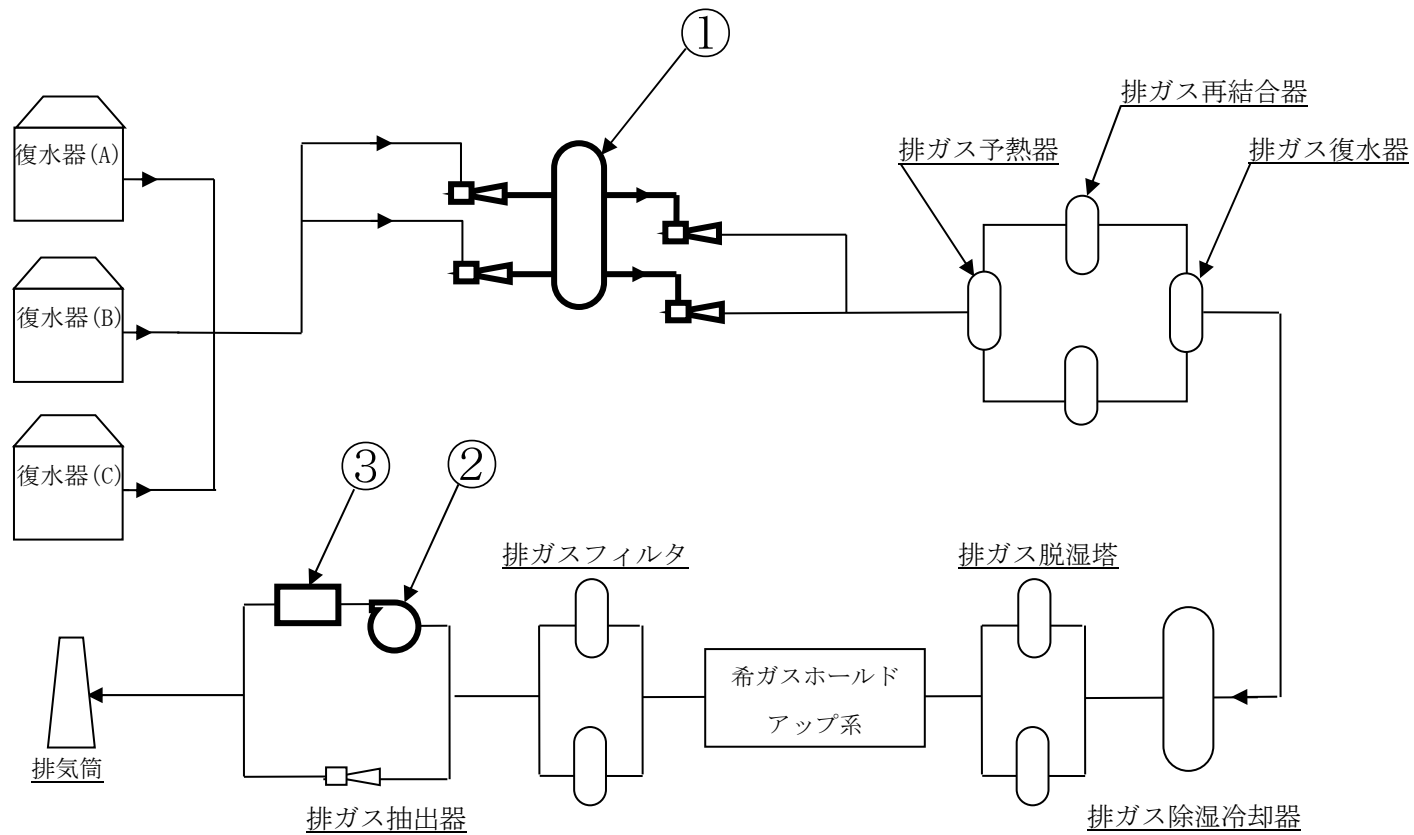 ①
排ガス再結合器
排ガス予熱器
排ガス復水器
復水器(A)
復水器(B)
復水器(C)
③
②
排ガスフィルタ
排ガス脱湿塔
希ガスホールド
アップ系
排気筒
排ガス抽出器
排ガス除湿冷却器